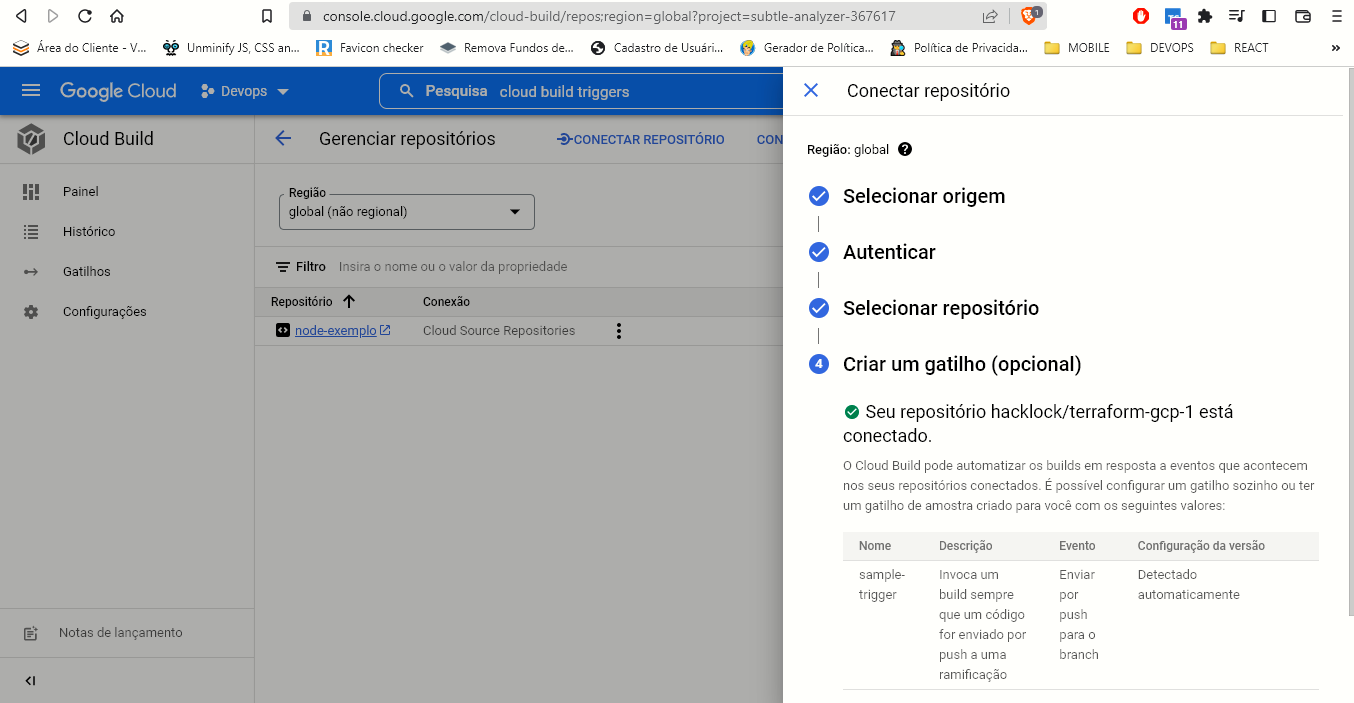 console.cloud.google.com/cloud-build/repos;region=global?project=subtle-analyzer-367617
1
11
Área do Cliente - V...
Unminify JS, CSS an...
Favicon checker
Remova Fundos de...
Cadastro de Usuári...
Gerador de Política...
Política de Privacida...
MOBILE
DEVOPS
REACT
»
Google Cloud
Devops
Pesquisa cloud build triggers
Cloud Build
Painel
Histórico
Gatilhos
Configurações
Notas de lançamento
Gerenciar repositórios
CONECTAR REPOSITÓRIO
CON
Região
global (não regional)
Filtro Insira o nome ou o valor da propriedade
Repositório Conexão
node-exemplo Cloud Source Repositories
Conectar repositório
Região: global
Selecionar origem
Autenticar
Selecionar repositório
4 Criar um gatilho (opcional)
Seu repositório hacklock/terraform-gcp-1 está
conectado.
O Cloud Build pode automatizar os builds em resposta a eventos que acontecem
nos seus repositórios conectados. É possível configurar um gatilho sozinho ou ter
um gatilho de amostra criado para você com os seguintes valores:
Nome Descrição Evento Configuração da versão
sample- Invoca um Enviar Detectado
trigger build sempre por automaticamente
que um código push
for enviado por para o
push a uma branch
ramificação